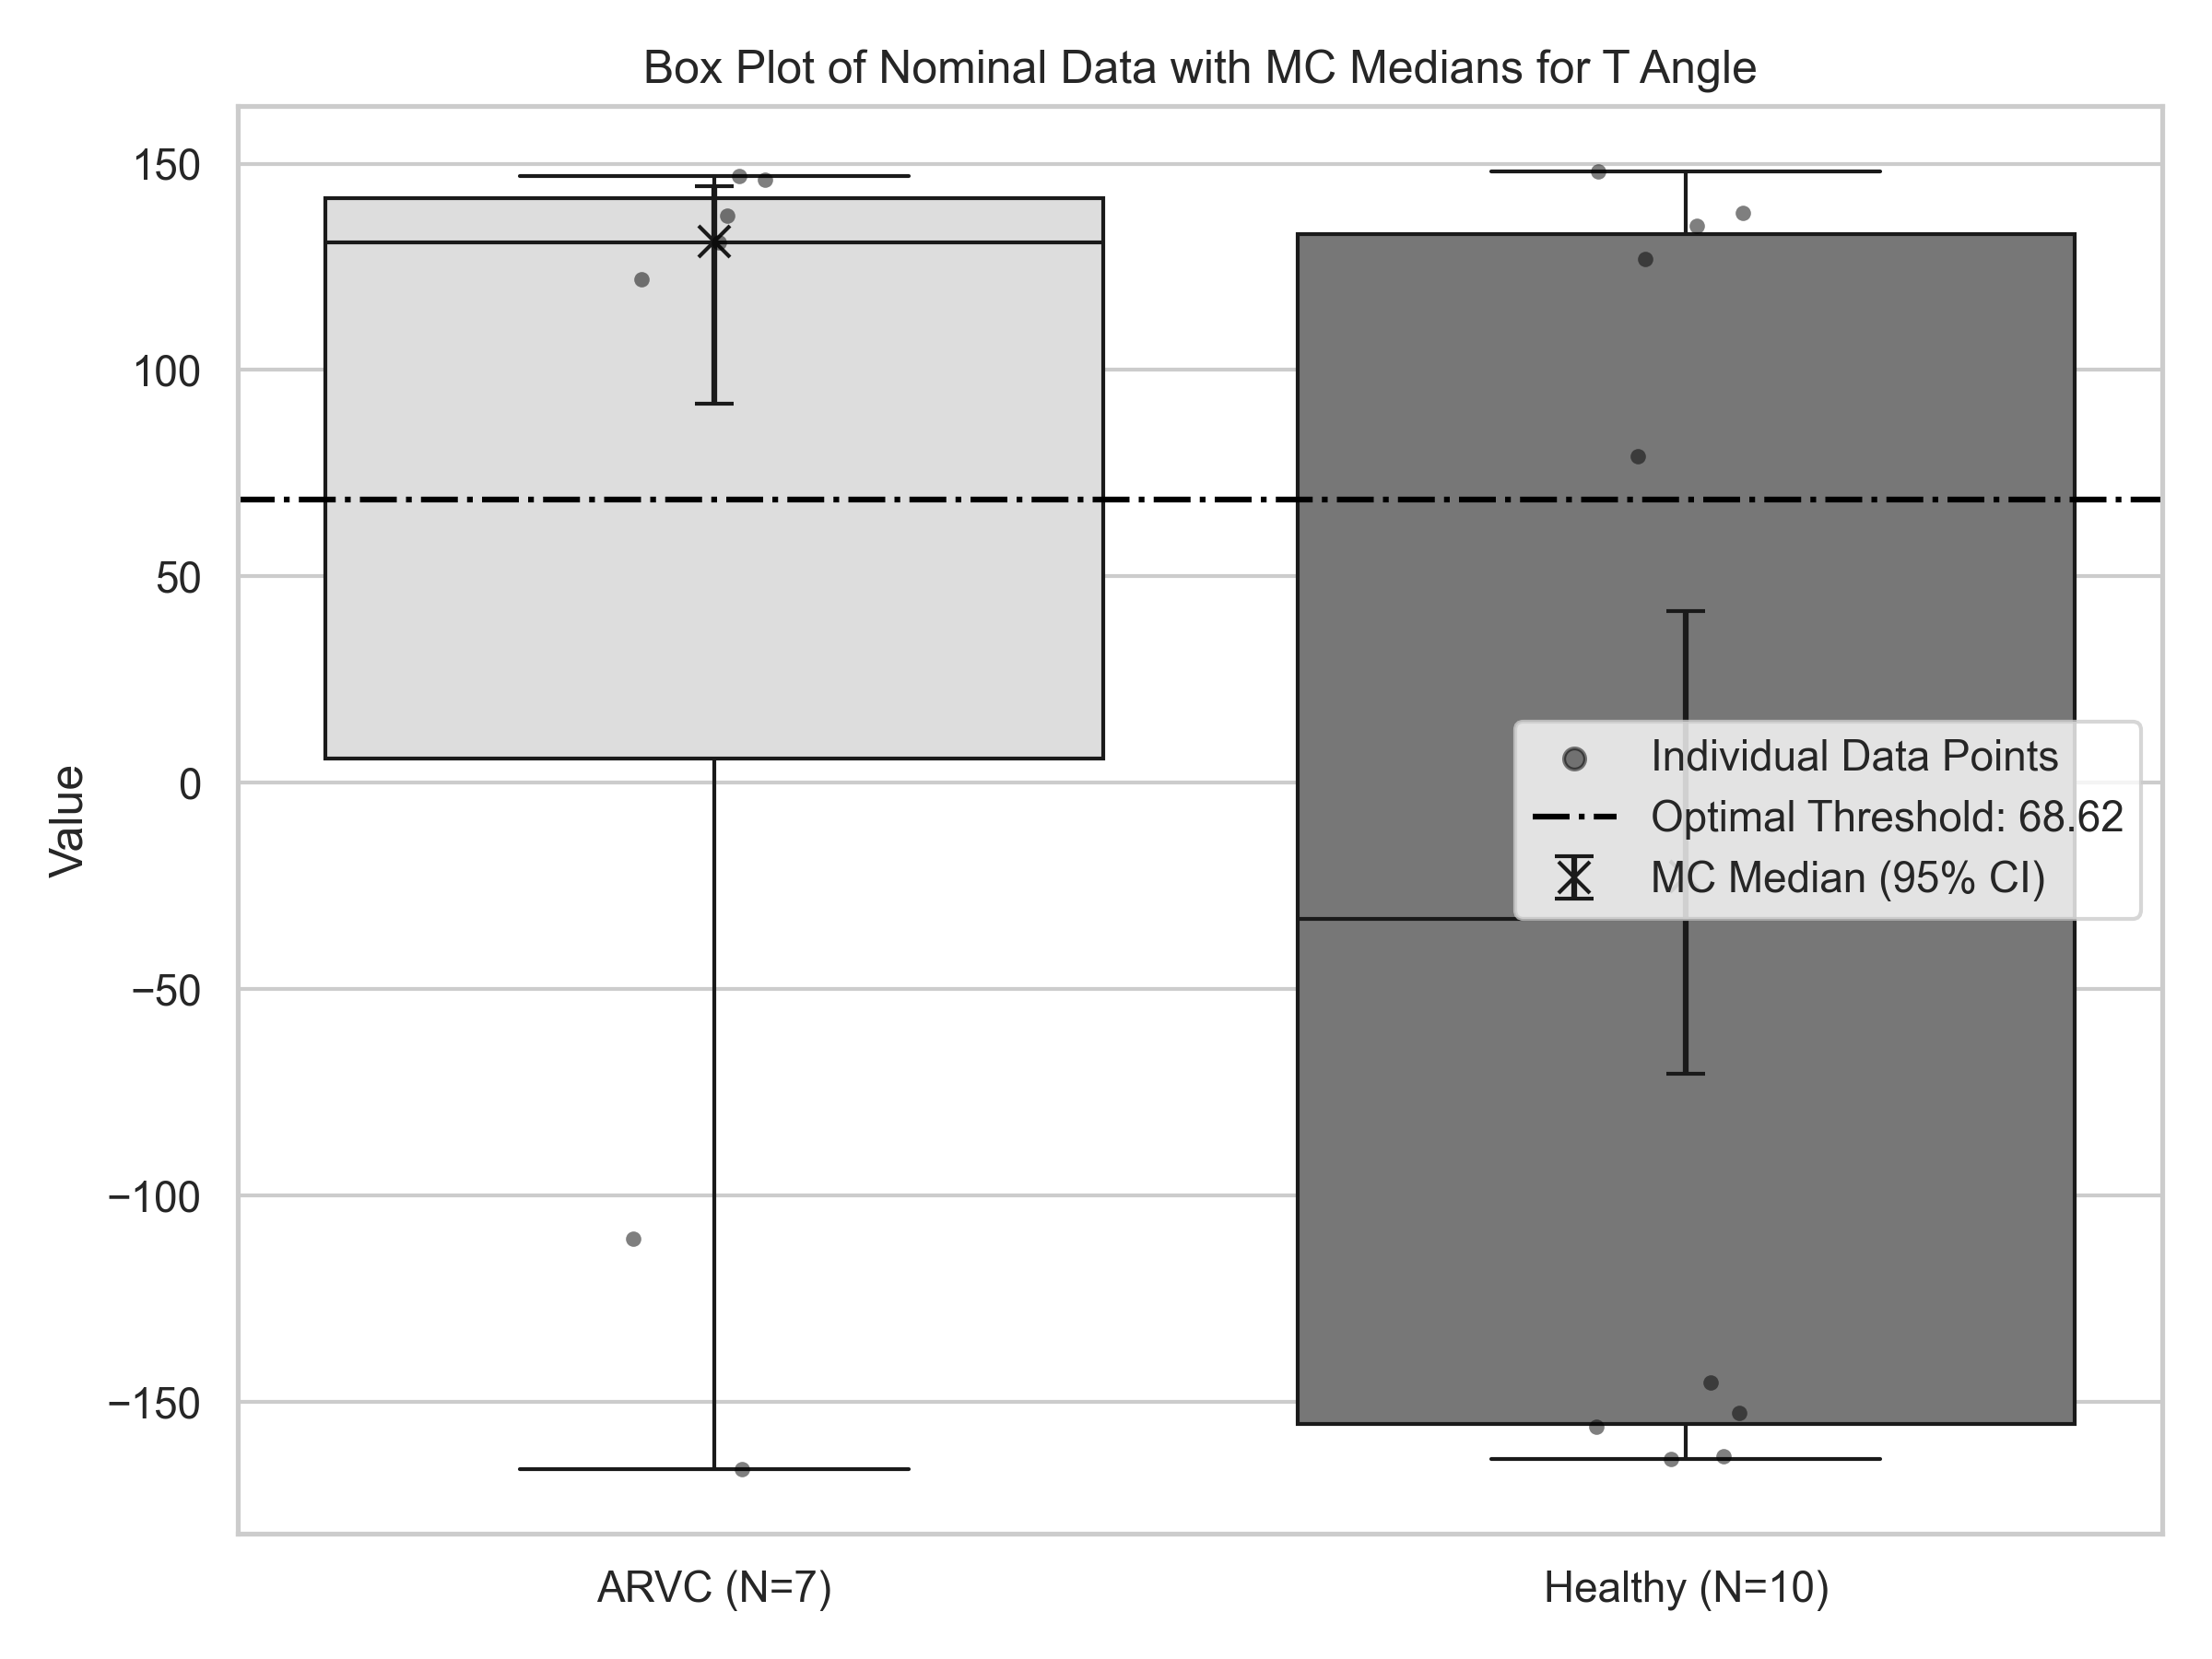 Box Plot of Nominal Data with MC Medians for T Angle
Value
150
100
50
0
−50
−100
−150
Individual Data Points
Optimal Threshold: 68.62
MC Median (95% CI)
ARVC (N=7)
Healthy (N=10)